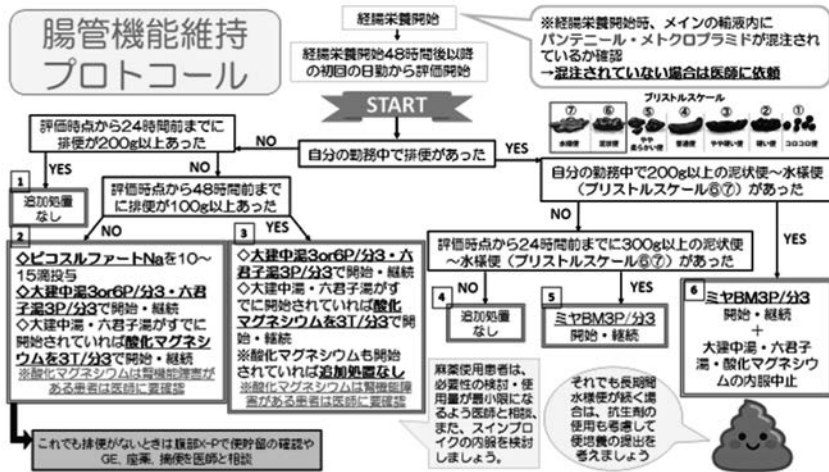 腸管機能維持
プロトコール
経腸栄養開始
経腸栄養開始48時間後以降
の初回の日勤から評価開始
※経腸栄養開始時、メインの輸液内に
パンテニール・メトクロプラミドが混注され
ているか確認
→混注されていない場合は医師に依頼
START
ブリストルスケール
⑦ ⑥ ⑤ ④ ③ ② ①
水様便 泥状便 やや柔らかい便 普通便 やや硬い便 硬い便 コロコロ便
評価時点から24時間前までに
排便が200g以上あった
NO
自分の勤務中で排便があった
YES
自分の勤務中で200g以上の泥状便～水様便
(ブリストルスケール⑥⑦)があった
YES
NO
1
追加処置
なし
評価時点から48時間前まで
に排便が100g以上あった
NO
YES
NO
YES
評価時点から24時間前までに300g以上の泥状便
～水様便(ブリストルスケール⑥⑦)があった
NO
YES
2
◇ピコスルファートNaを10～
15滴投与
◇大建中湯3or6P/分3・六君
子湯3P/分3で開始・継続
◇大建中湯・六君子湯がすでに
開始されていれば酸化マグネシ
ウムを3T/分3で開始・継続
※酸化マグネシウムは腎機能障害
がある患者は医師に要確認
3
◇大建中湯3or6P/分3・六
君子湯3P/分3で開始・継続
◇大建中湯・六君子湯がす
でに開始されていれば酸化
マグネシウムを3T/分3で開
始・継続
※酸化マグネシウムも開始
されていれば追加処置なし
※酸化マグネシウムは腎機能障
害がある患者は医師に要確認
4
追加処置
なし
5
ミヤBM3P/分3
開始・継続
6
ミヤBM3P/分3
開始・継続
＋
大建中湯・六君子
湯・酸化マグネシウ
ムの内服中止
これでも排便がないときは腹部X-Pで便貯留の確認や
GE、座薬、摘便を医師と相談
麻薬使用患者は、
必要性の検討・使
用量が最小限にな
るよう医師と相談、
また、スインプロ
イクの内服を検討
しましょう。
それでも長期間
水様便が続く場
合は、抗生剤の
使用も考慮して
便培養の提出を
考えましょう